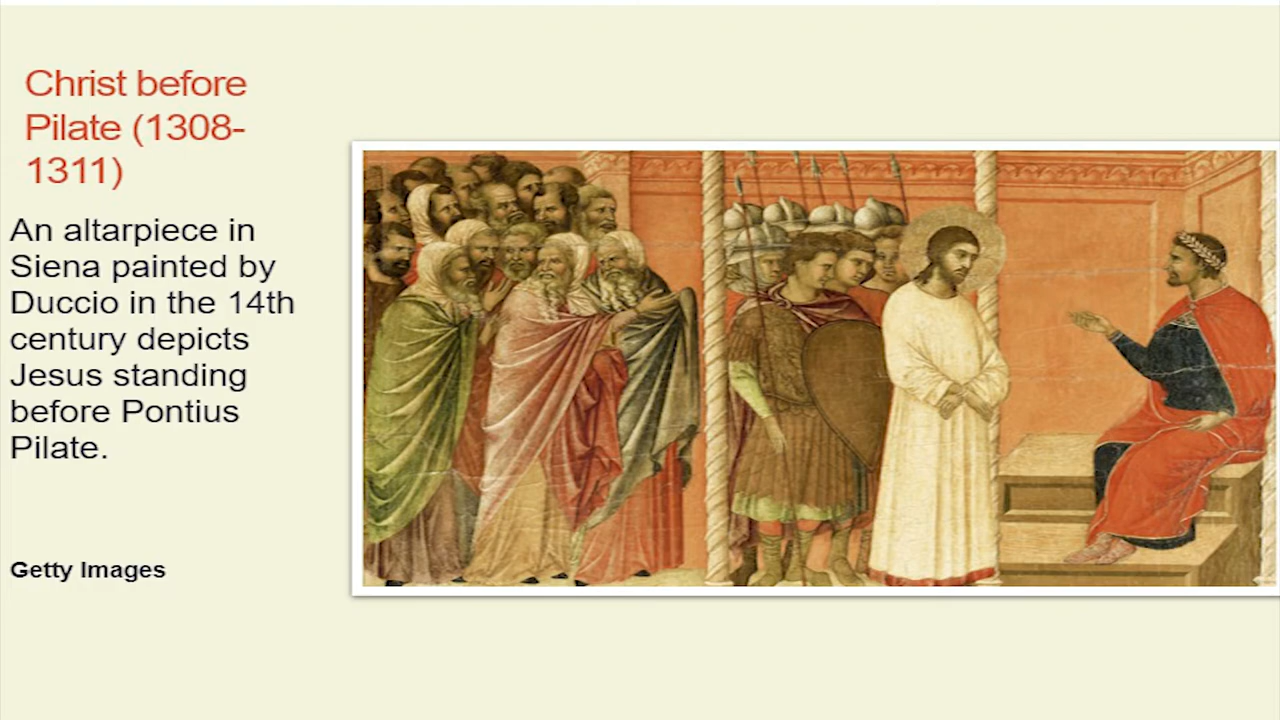 Christ before
Pilate (1308-
1311)
An altarpiece in
Siena painted by
Duccio in the 14th
century depicts
Jesus standing
before Pontius
Pilate.
Getty Images